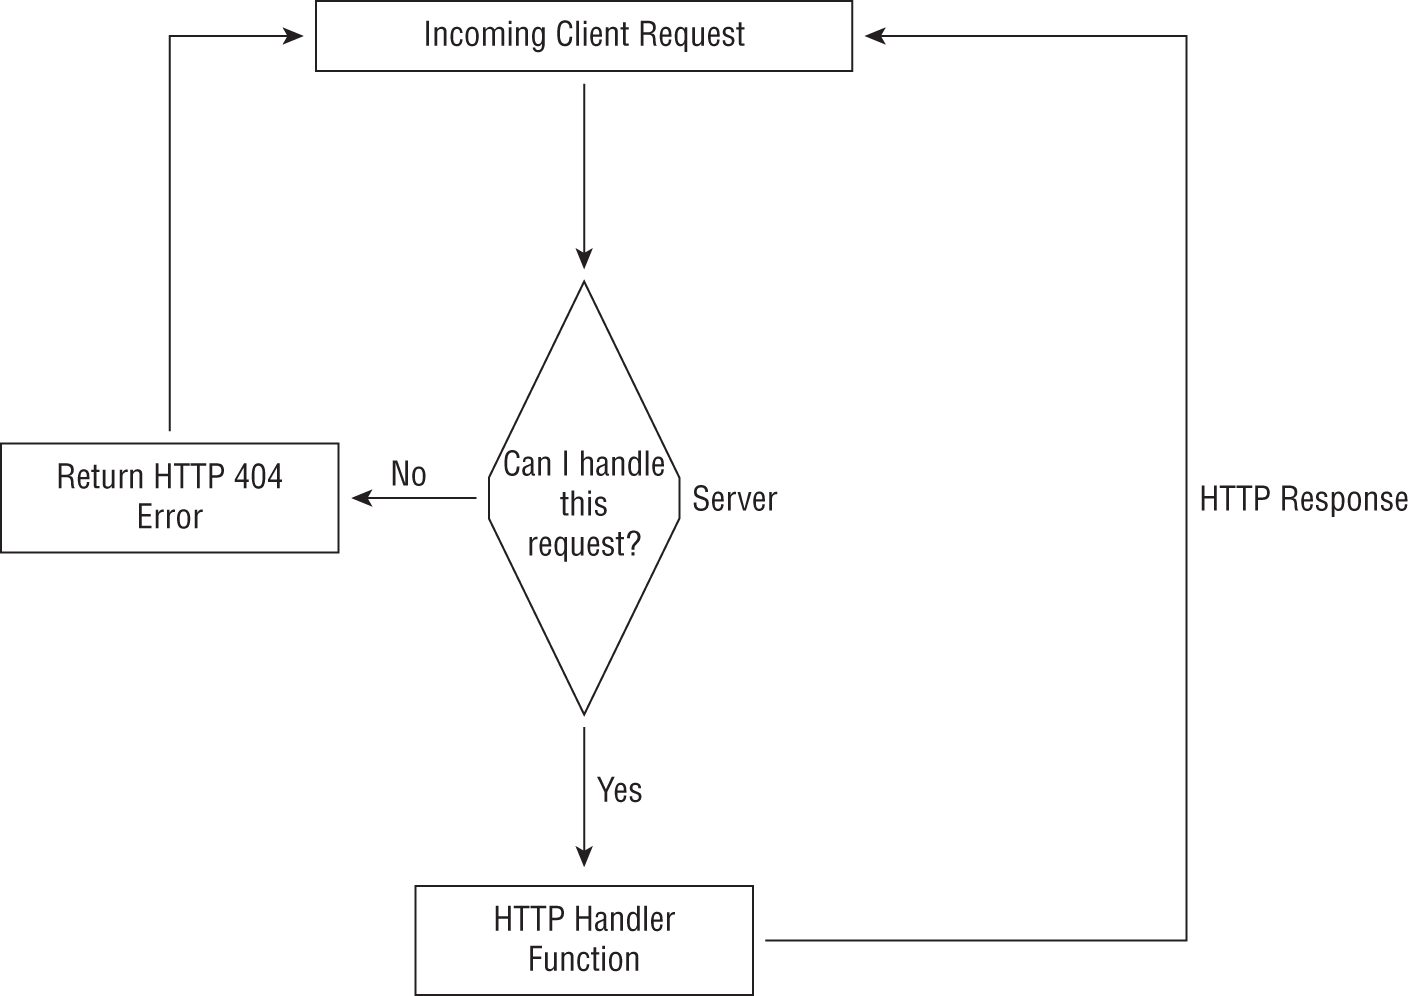 Incoming Client Request
Return HTTP 404
Error
No
Can I handle
this
request?
Server
HTTP Response
Yes
HTTP Handler
Function